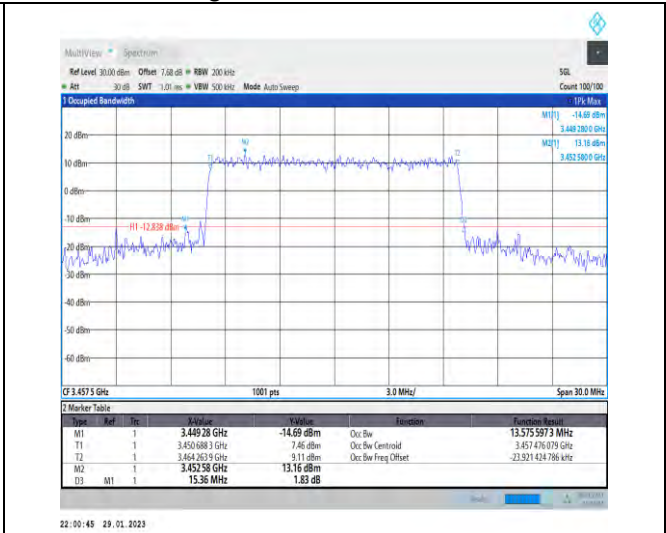 MultiView Spectrum
Ref Level 30.00 dBm Offset 7.68 dB RBW 200 kHz SGL
Att 30 dB SWT 1.01 ms VBW 500 kHz Mode Auto Sweep Count 100/100
1 Occupied Bandwidth 1Pk Max
M1[1] -14.69 dBm
3.449 280 0 GHz
M2[1] 13.16 dBm
3.452 580 0 GHz
20 dBm
M2
T1 T2
10 dBm
0 dBm
-10 dBm
H1 -12.838 dBm
-20 dBm
-30 dBm
-40 dBm
-50 dBm
-60 dBm
CF 3.457 5 GHz 1001 pts 3.0 MHz/ Span 30.0 MHz
2 Marker Table
Type Ref Trc X-Value Y-Value Function Function Result
M1 1 3.449 28 GHz -14.69 dBm Occ Bw 13.575 597 3 MHz
T1 1 3.450 688 3 GHz 7.46 dBm Occ Bw Centroid 3.457 476 079 GHz
T2 1 3.464 263 9 GHz 9.11 dBm Occ Bw Freq Offset -23.921 424 786 kHz
M2 1 3.452 58 GHz 13.16 dBm
D3 M1 1 15.36 MHz 1.83 dB
22:00:45 29.01.2023